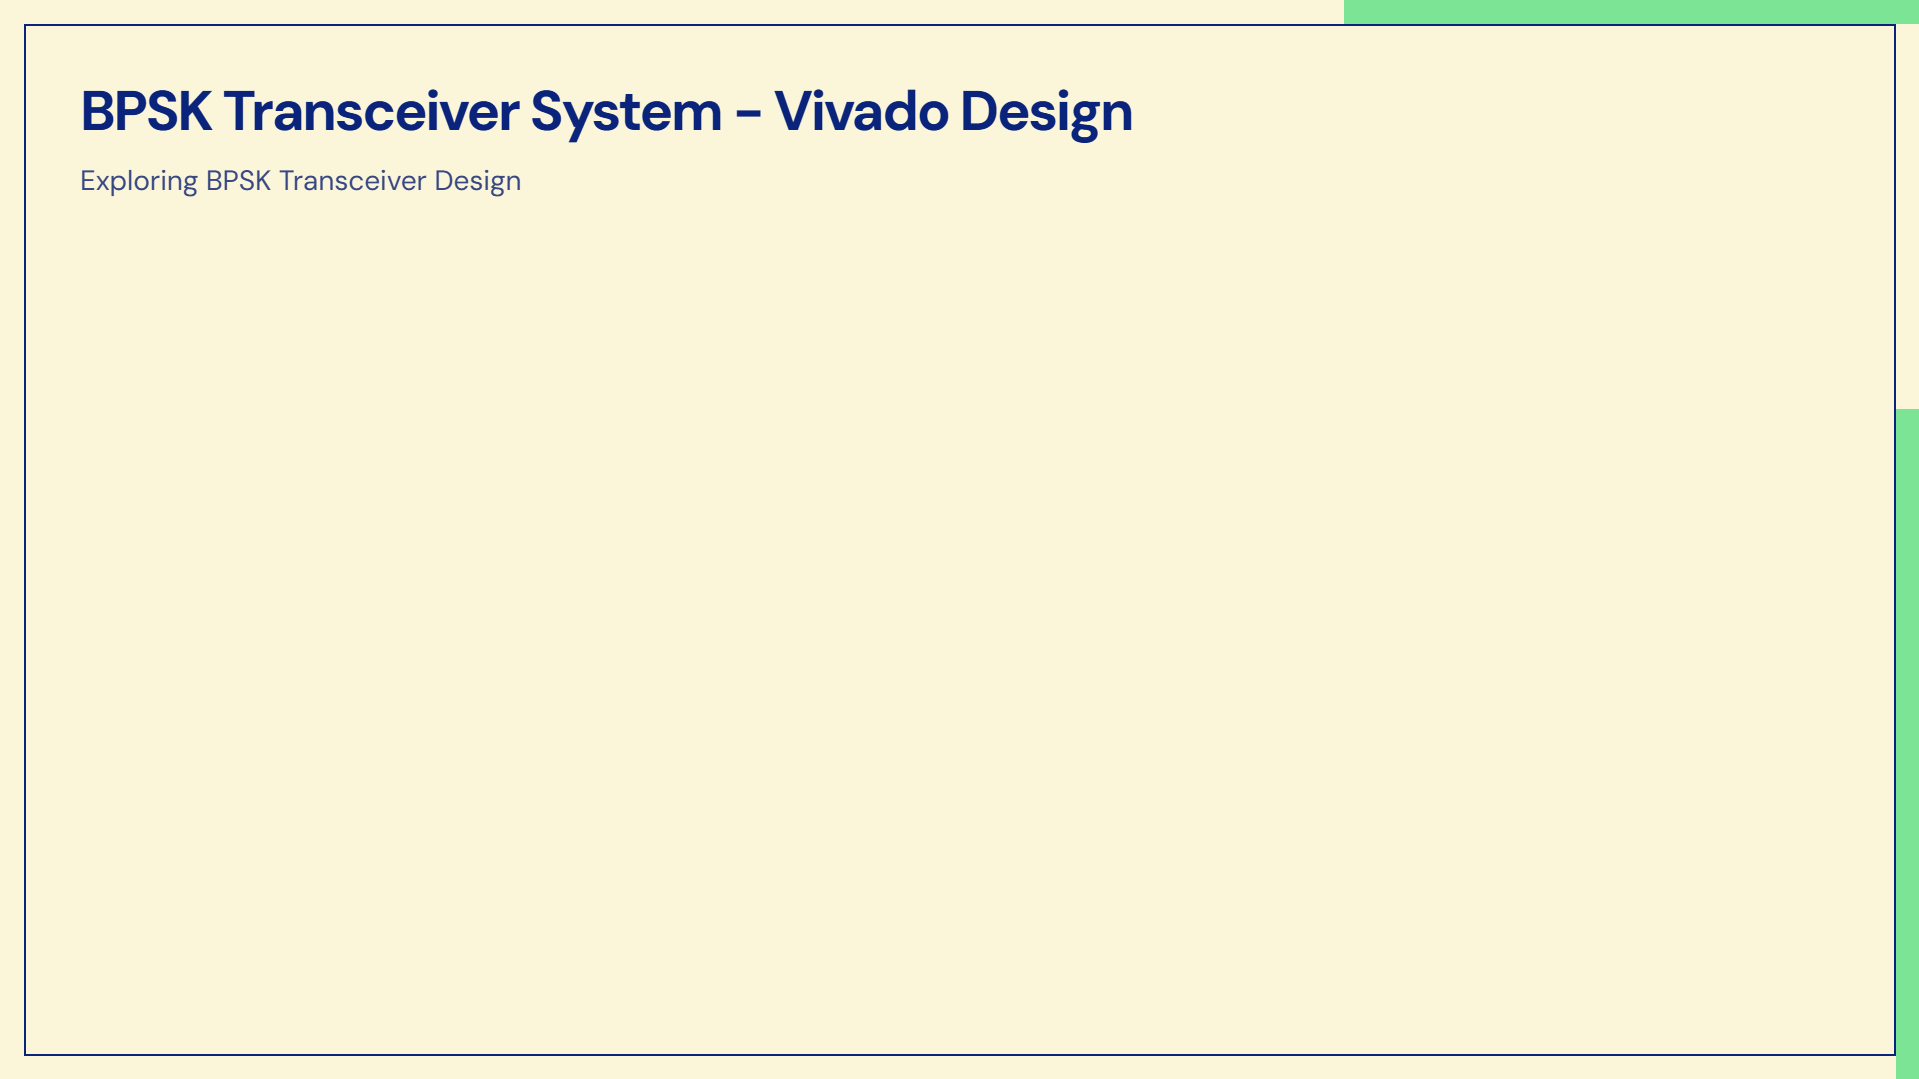 BPSK Transceiver System – Vivado Design
Exploring BPSK Transceiver Design